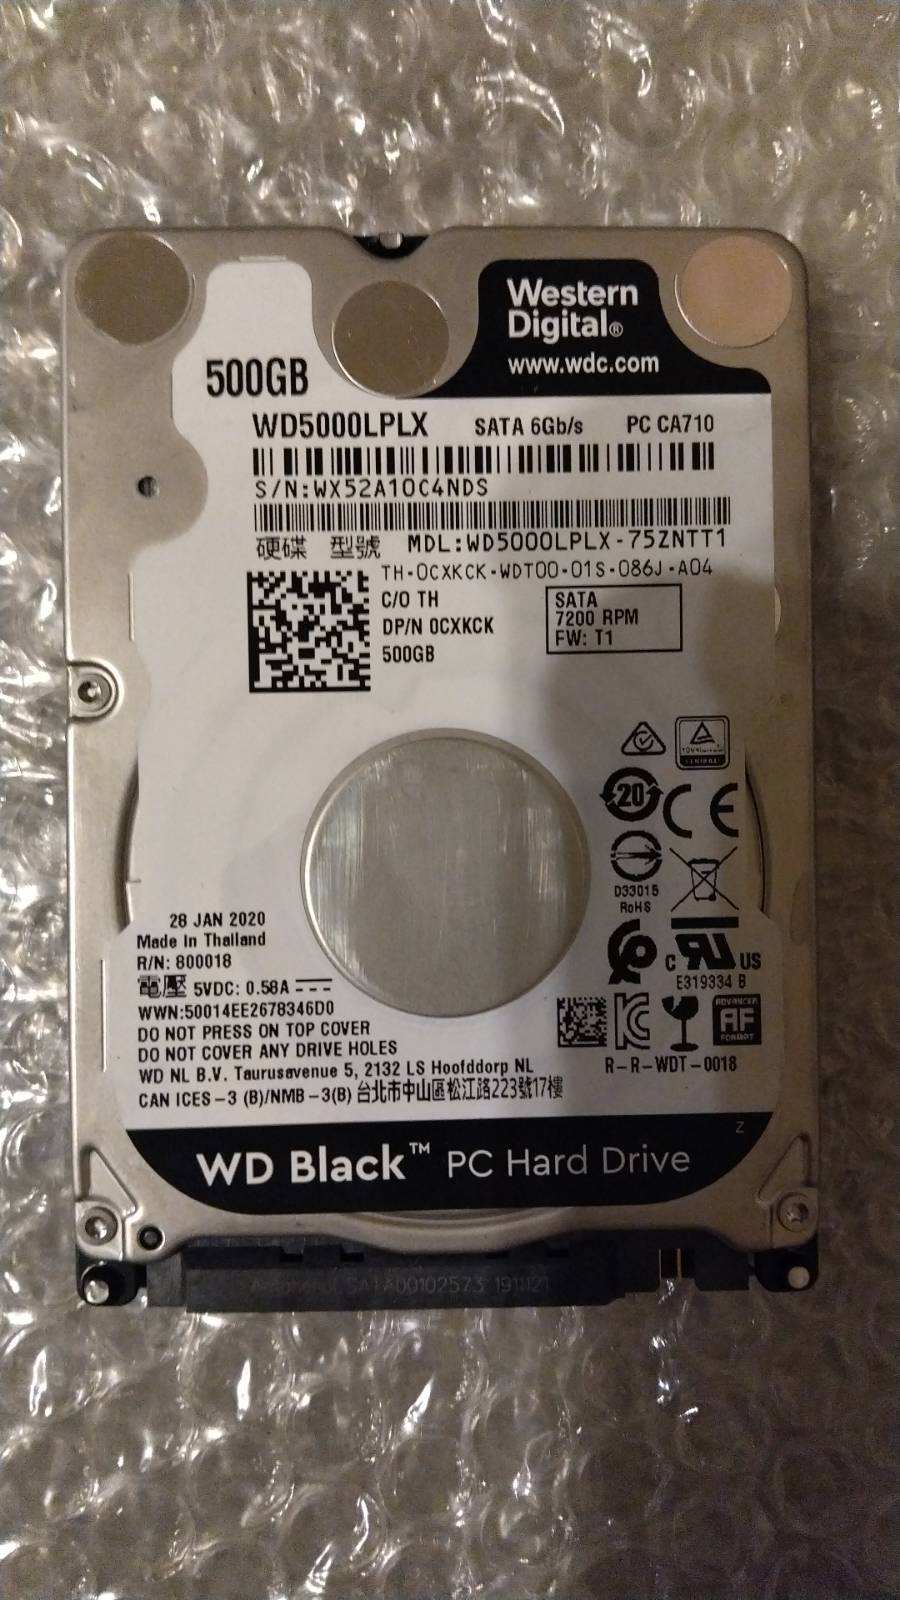 Western
Digital®
www.wdc.com
500GB
WD5000LPLX SATA 6Gb/s PC CA710
S/N:WX52A10C4NDS
硬碟 型號 MDL:WD5000LPLX-75ZNTT1
TH-0CXKCK-WDT00-01S-086J-A04
C/O TH
DP/N 0CXKCK
500GB
SATA
7200 RPM
FW: T1
20
CE
D33015
RoHS
28 JAN 2020
Made in Thailand
R/N: 800018
電壓 5VDC: 0.58A
WWN:50014EE2678346D0
DO NOT PRESS ON TOP COVER
DO NOT COVER ANY DRIVE HOLES
WD NL B.V. Taurusavenue 5, 2132 LS Hoofddorp NL
CAN ICES-3 (B)/NMB-3(B) 台北市中山區松江路223號17樓
C US
E319334 B
ADVANCED
AF
FORMAT
R-R-WDT-0018
Z
WD Black™ PC Hard Drive
SATA00102573 1911121